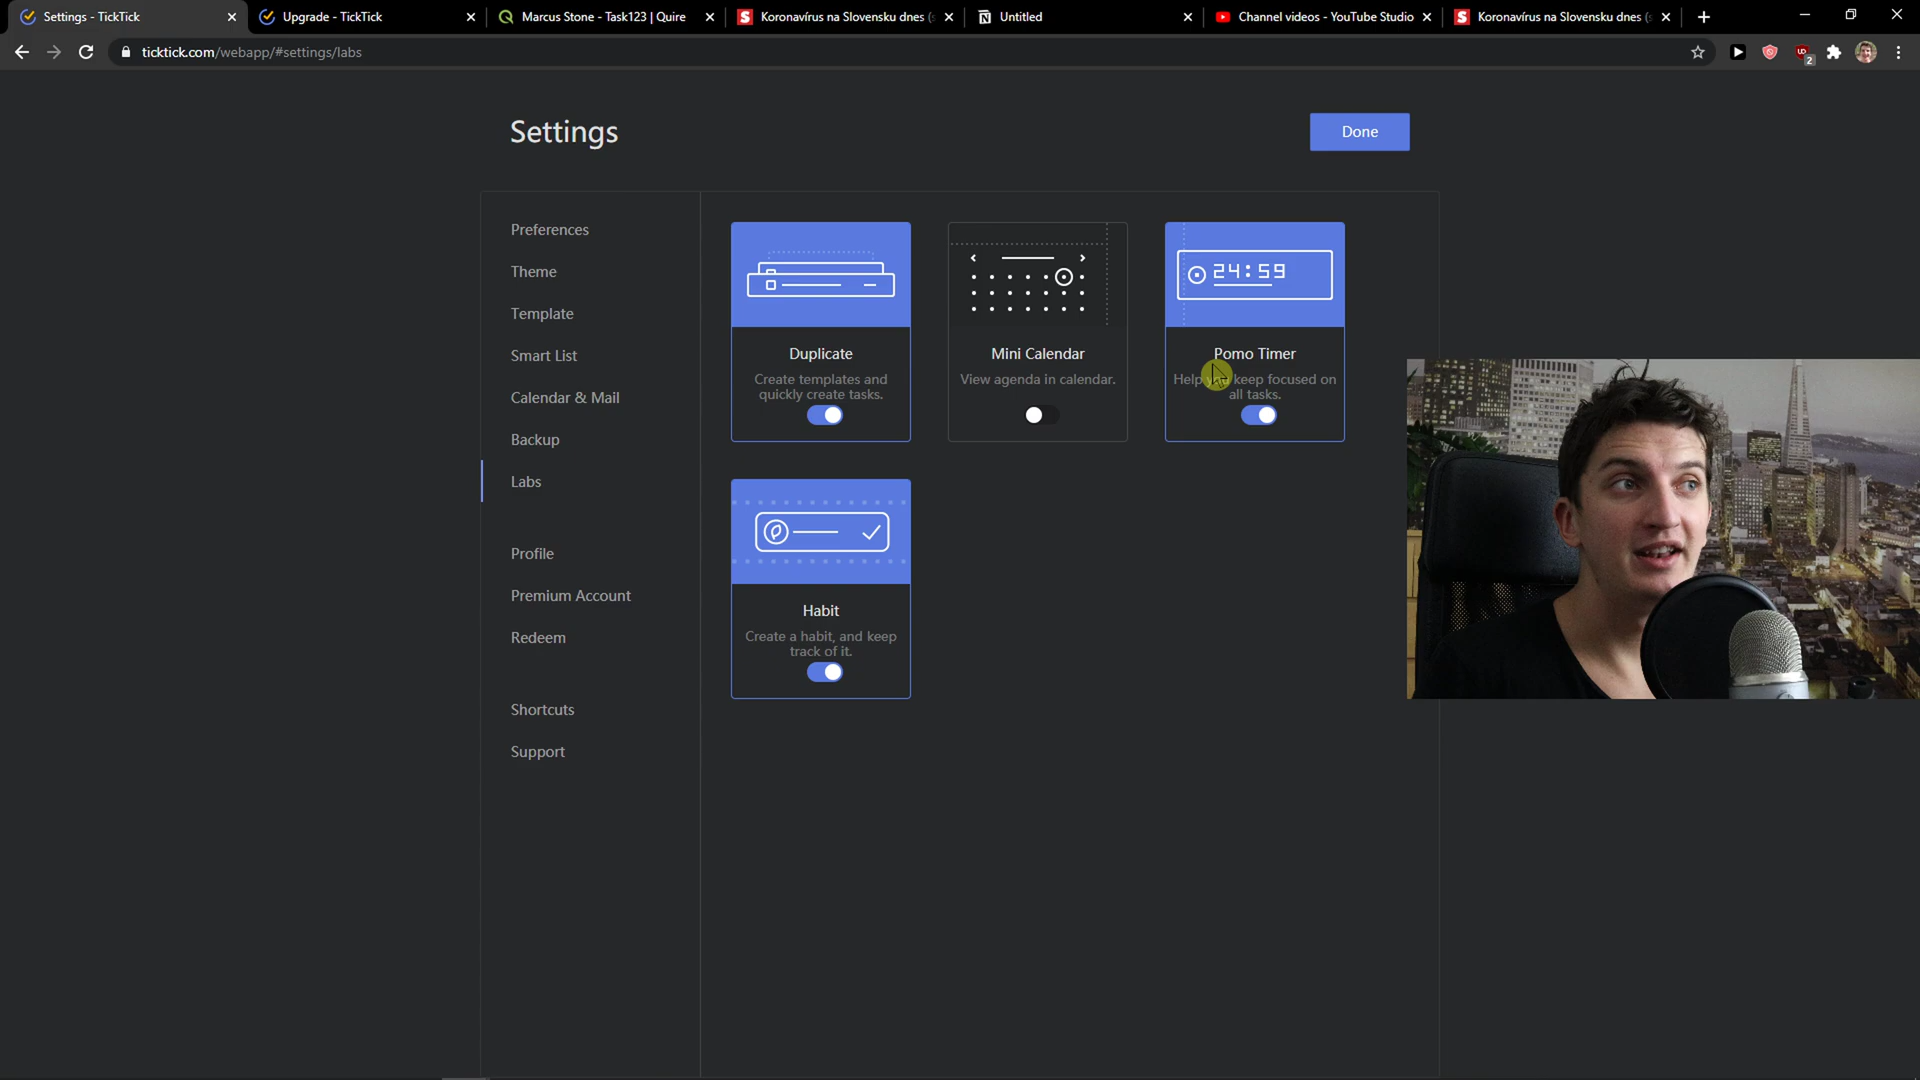 Settings - TickTick
Upgrade - TickTick
Marcus Stone - Task123 | Quire
Koronavírus na Slovensku dnes (
Untitled
Channel videos - YouTube Studio
Koronavírus na Slovensku dnes (
ticktick.com/webapp/#settings/labs
2
Settings
Done
Preferences
Theme
Template
Smart List
Calendar & Mail
Backup
Labs
Profile
Premium Account
Redeem
Shortcuts
Support
Duplicate
Create templates and
quickly create tasks.
Mini Calendar
View agenda in calendar.
24:59
Pomo Timer
Help you keep focused on
all tasks.
Habit
Create a habit, and keep
track of it.